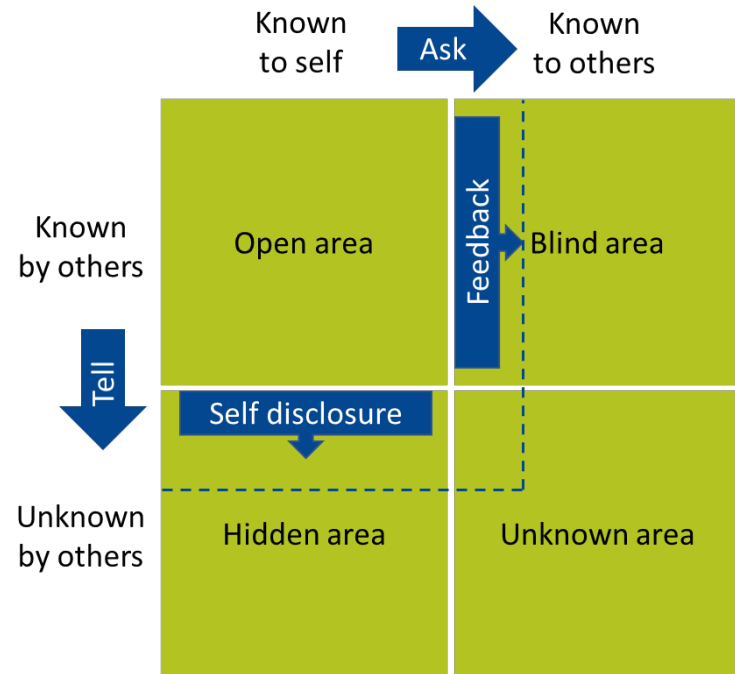 Known
to self
Ask
Known
to others
Known
by others
Open area
Feedback
Blind area
Tell
Self disclosure
Unknown
by others
Hidden area
Unknown area